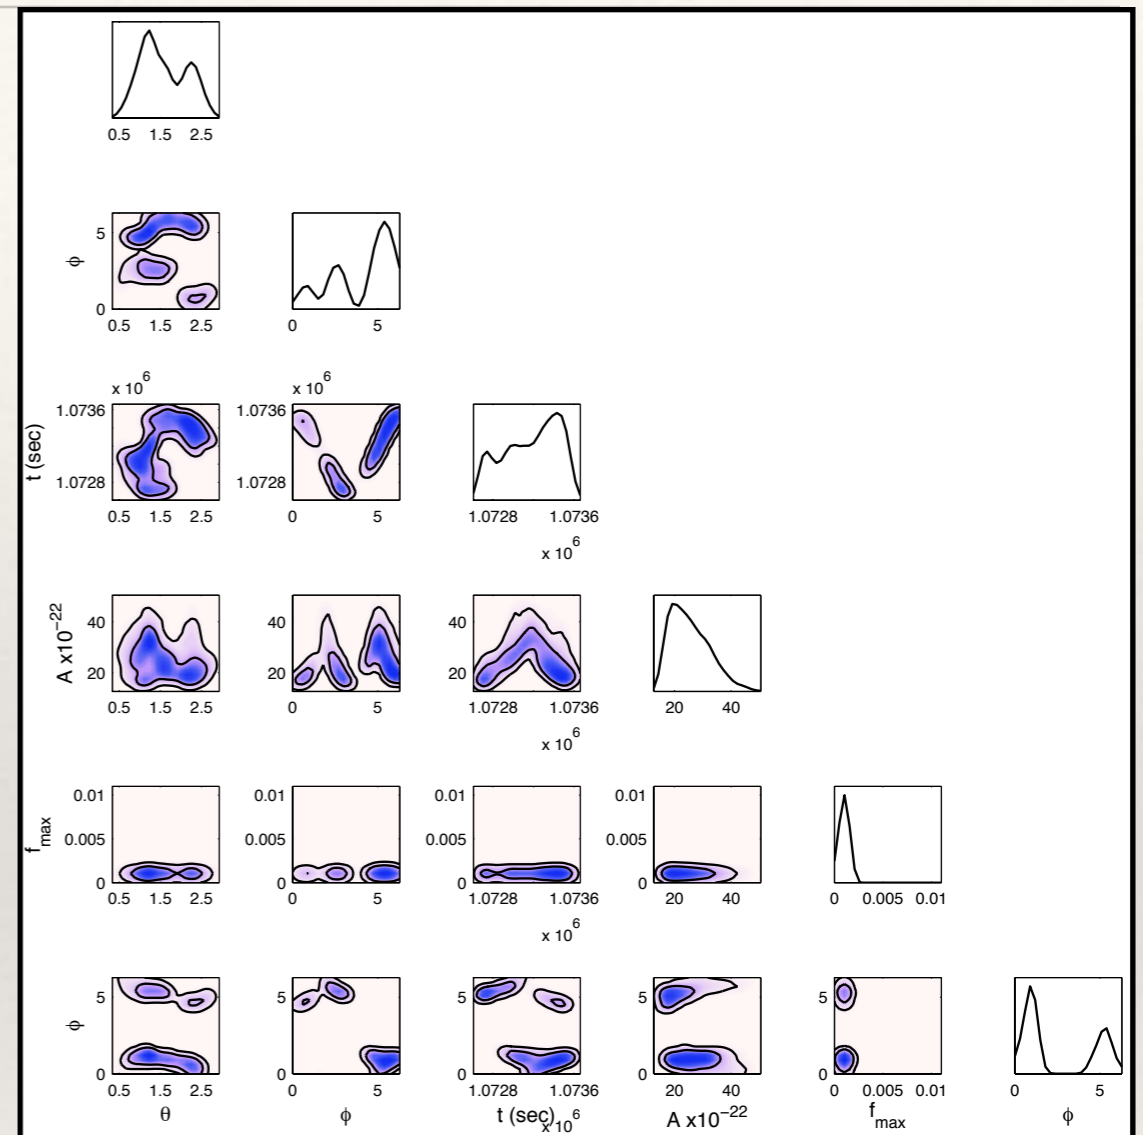 0.5 1.5 2.5
5
ϕ
0
0.5 1.5 2.5
0 5
x 10^6 x 10^6
1.0736 1.0736
t (sec)
1.0728 1.0728
0.5 1.5 2.5 0 5 1.0728 1.0736
x 10^6
A x10^−22
40 40 40
20 20 20
0.5 1.5 2.5 0 5 1.0728 1.0736 20 40
x 10^6
0.01 0.01 0.01 0.01
f_max
0.005 0.005 0.005 0.005
0 0 0 0
0.5 1.5 2.5 0 5 1.0728 1.0736 20 40 0 0.005 0.01
x 10^6
5 5 5 5 5
ϕ
0 0 0 0 0
0.5 1.5 2.5 0 5 1.0728 1.0736 20 40 0 0.005 0.01 0 5
θ ϕ t (sec) x 10^6 A x10^−22 f_max ϕ